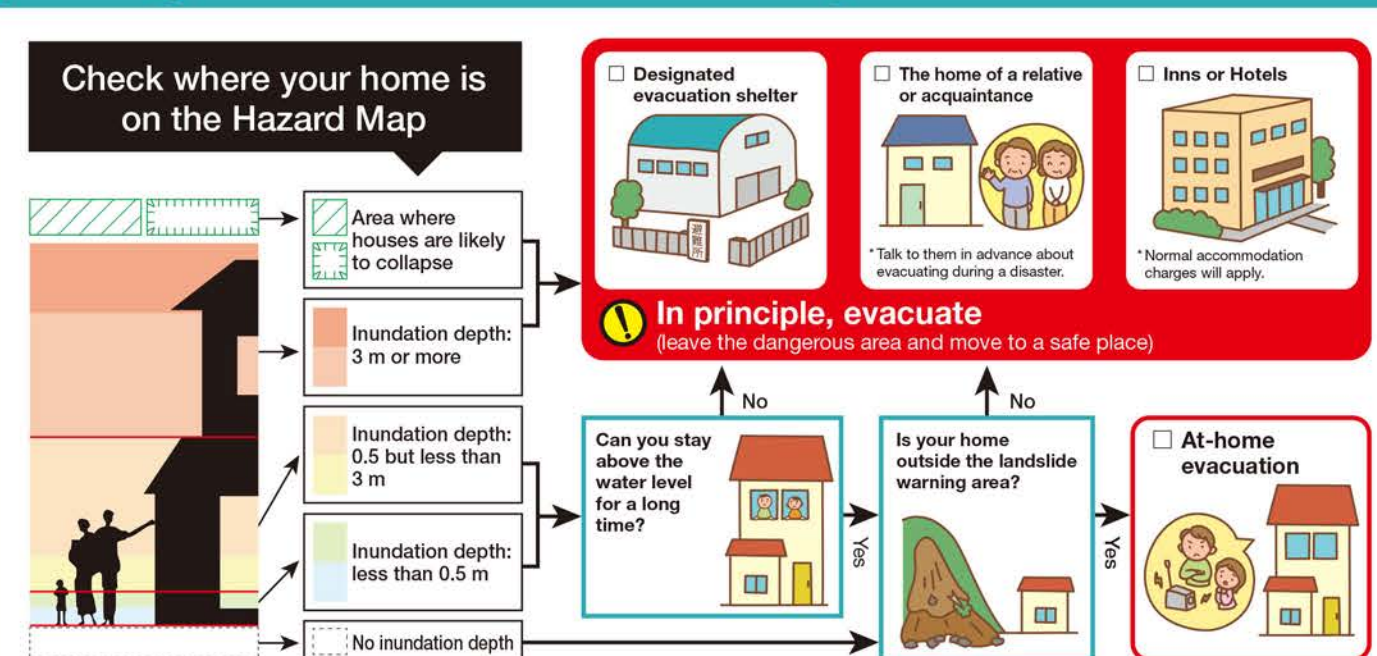 Check where your home is
on the Hazard Map
Area where
houses are likely
to collapse
Inundation depth:
3 m or more
Inundation depth:
0.5 but less than
3 m
Inundation depth:
less than 0.5 m
No inundation depth
☐ Designated
evacuation shelter
避難所
☐ The home of a relative
or acquaintance
* Talk to them in advance about
evacuating during a disaster.
☐ Inns or Hotels
* Normal accommodation
charges will apply.
In principle, evacuate
(leave the dangerous area and move to a safe place)
No
No
Can you stay
above the
water level
for a long
time?
Yes
Is your home
outside the landslide
warning area?
Yes
☐ At-home
evacuation